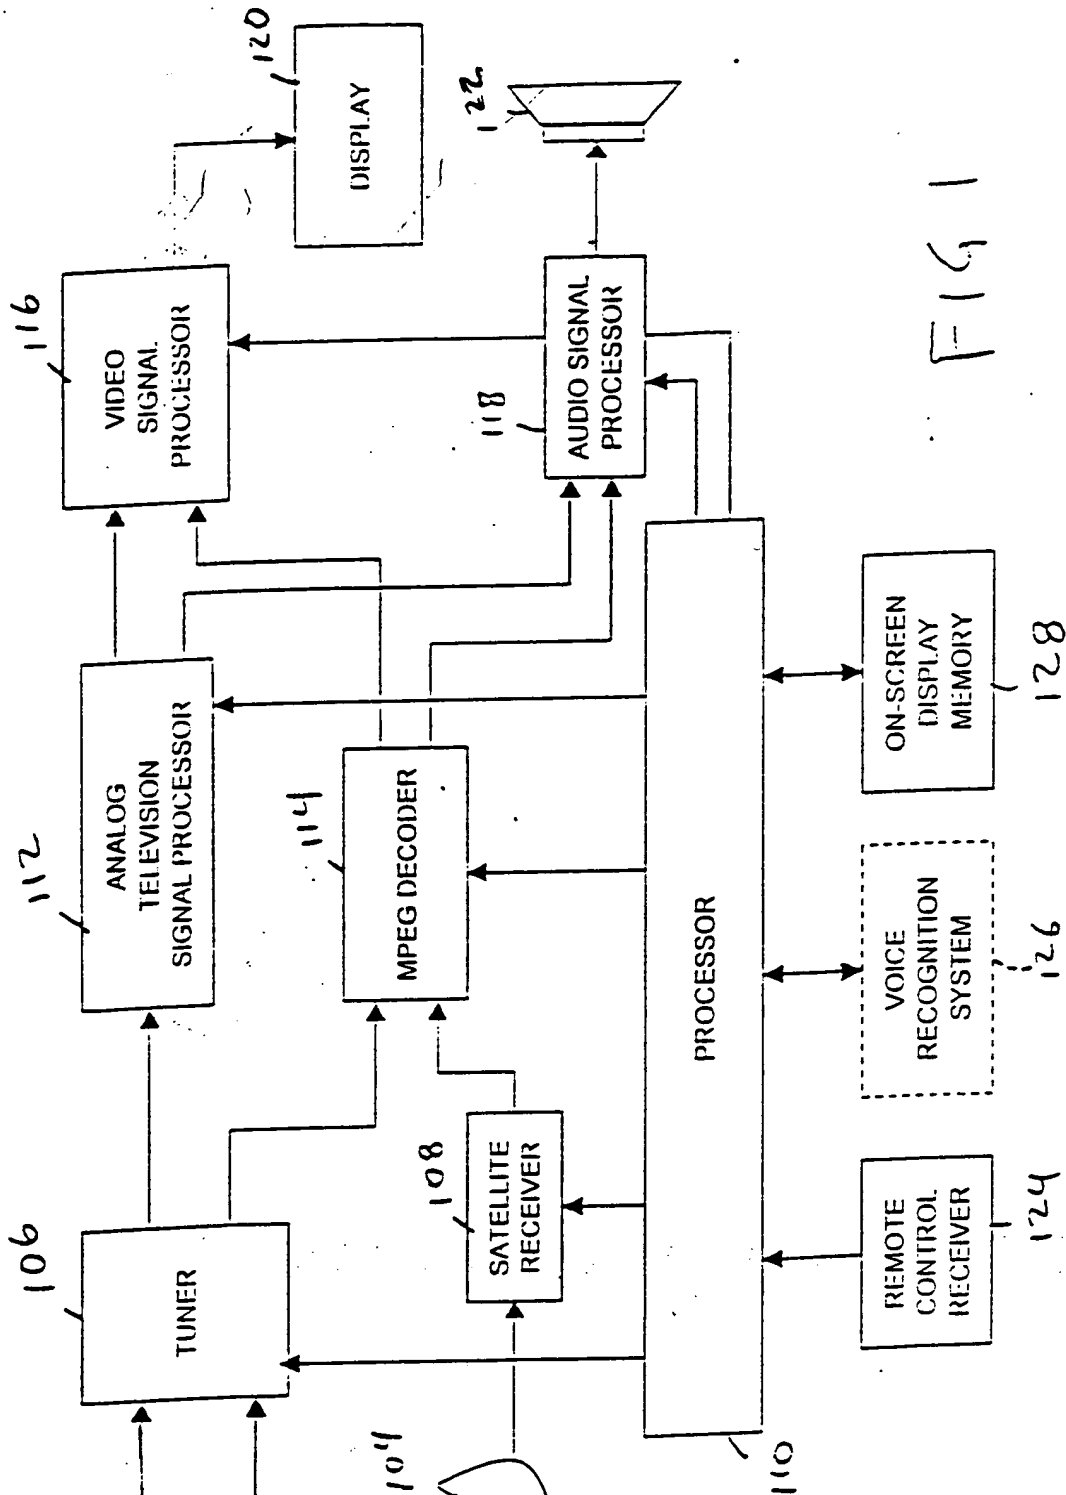 106
TUNER
112
ANALOG
TELEVISION
SIGNAL PROCESSOR
116
VIDEO
SIGNAL
PROCESSOR
120
DISPLAY
104
108
SATELLITE
RECEIVER
114
MPEG DECODER
118
AUDIO SIGNAL
PROCESSOR
122
110
PROCESSOR
REMOTE
CONTROL
RECEIVER
124
VOICE
RECOGNITION
SYSTEM
126
ON-SCREEN
DISPLAY
MEMORY
128
FIG 1